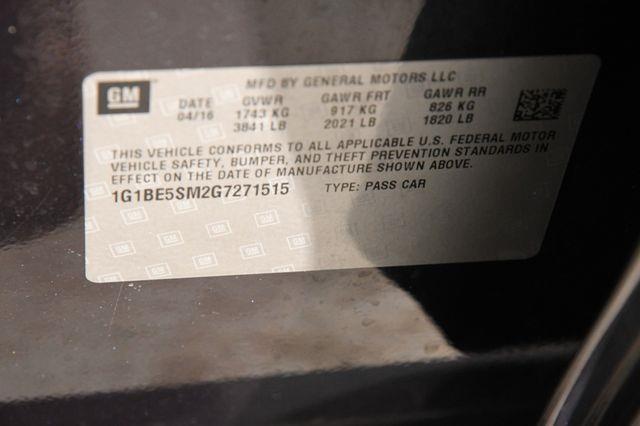 GM
MFD BY GENERAL MOTORS LLC
DATE GVWR GAWR FRT GAWR RR
04/16 1743 KG 917 KG 826 KG
3841 LB 2021 LB 1820 LB
THIS VEHICLE CONFORMS TO ALL APPLICABLE U.S. FEDERAL MOTOR
VEHICLE SAFETY, BUMPER, AND THEFT PREVENTION STANDARDS IN
EFFECT ON THE DATE OF MANUFACTURE SHOWN ABOVE.
1G1BE5SM2G7271515 TYPE: PASS CAR